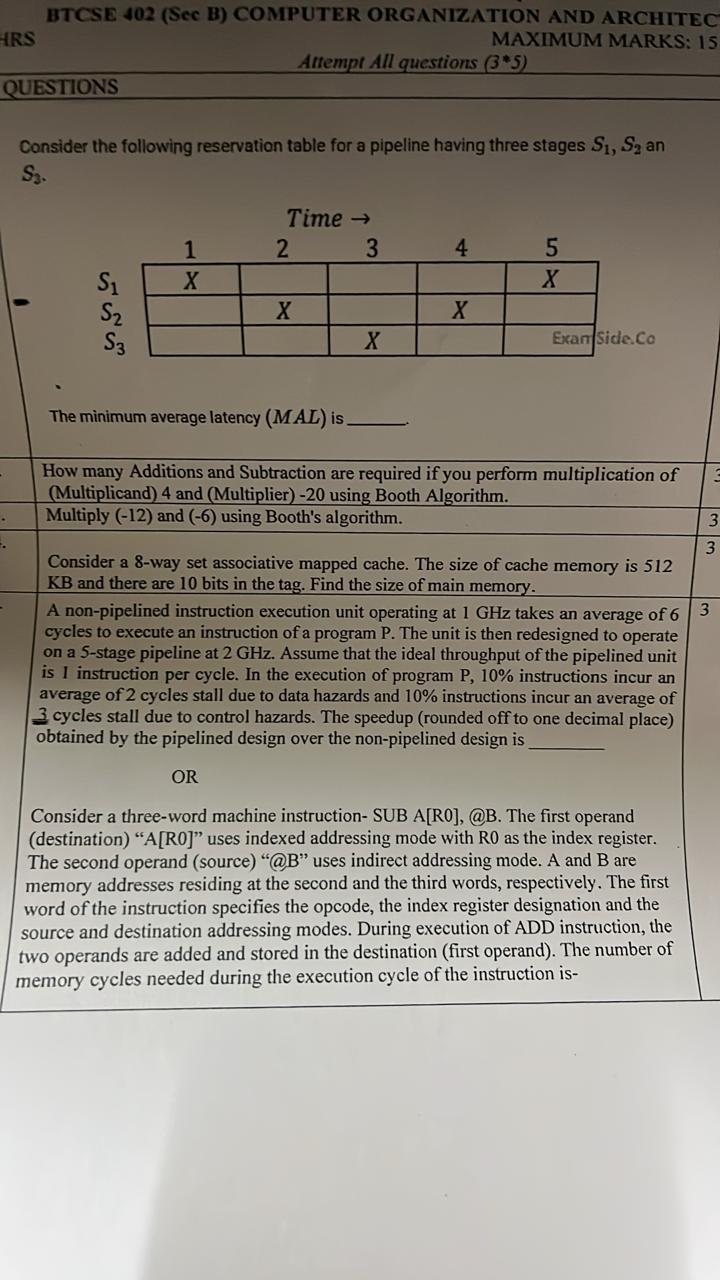 BTCSE 402 (Sec B) COMPUTER ORGANIZATION AND ARCHITEC
HRS MAXIMUM MARKS: 15
Attempt All questions (3*5)
QUESTIONS
Consider the following reservation table for a pipeline having three stages S₁, S₂ an
S₃.
Time →
1 2 3 4 5
S₁ X X
S₂ X X
S₃ X ExamSide.Co
The minimum average latency (MAL) is ______.
How many Additions and Subtraction are required if you perform multiplication of
(Multiplicand) 4 and (Multiplier) -20 using Booth Algorithm.
Multiply (-12) and (-6) using Booth's algorithm. 3
3
Consider a 8-way set associative mapped cache. The size of cache memory is 512
KB and there are 10 bits in the tag. Find the size of main memory.
A non-pipelined instruction execution unit operating at 1 GHz takes an average of 6 3
cycles to execute an instruction of a program P. The unit is then redesigned to operate
on a 5-stage pipeline at 2 GHz. Assume that the ideal throughput of the pipelined unit
is 1 instruction per cycle. In the execution of program P, 10% instructions incur an
average of 2 cycles stall due to data hazards and 10% instructions incur an average of
3 cycles stall due to control hazards. The speedup (rounded off to one decimal place)
obtained by the pipelined design over the non-pipelined design is ________
OR
Consider a three-word machine instruction- SUB A[R0], @B. The first operand
(destination) “A[R0]” uses indexed addressing mode with R0 as the index register.
The second operand (source) “@B” uses indirect addressing mode. A and B are
memory addresses residing at the second and the third words, respectively. The first
word of the instruction specifies the opcode, the index register designation and the
source and destination addressing modes. During execution of ADD instruction, the
two operands are added and stored in the destination (first operand). The number of
memory cycles needed during the execution cycle of the instruction is-